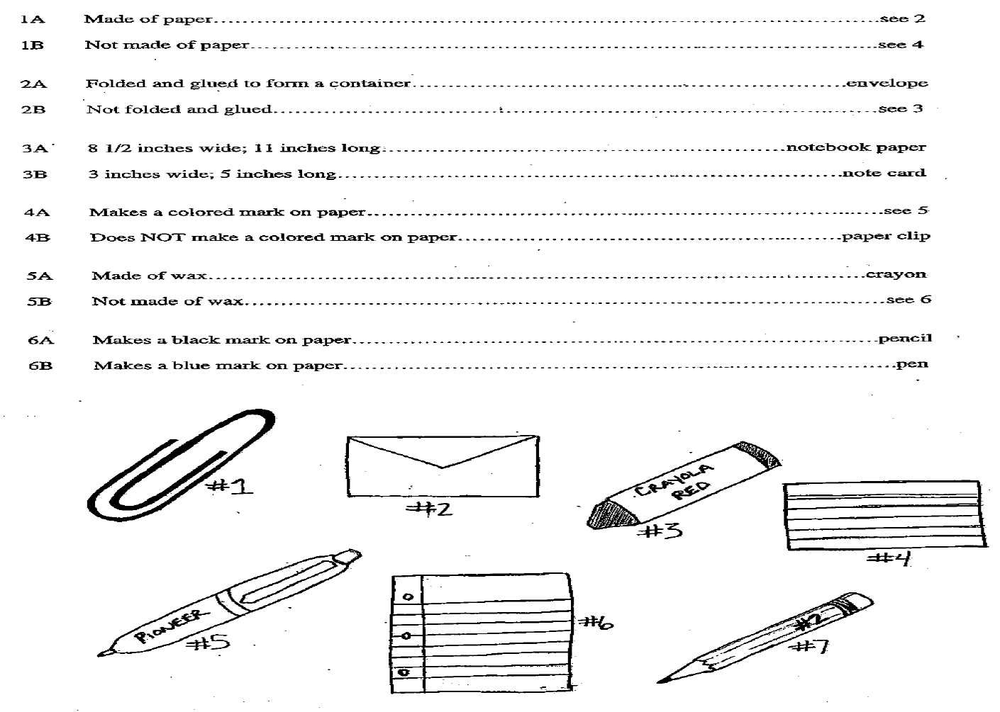 1A Made of paper................see 2
1B Not made of paper................see 4
2A Folded and glued to form a container................envelope
2B Not folded and glued................see 3
3A 8 1/2 inches wide; 11 inches long................notebook paper
3B 3 inches wide; 5 inches long................note card
4A Makes a colored mark on paper................see 5
4B Does NOT make a colored mark on paper................paper clip
5A Made of wax................crayon
5B Not made of wax................see 6
6A Makes a black mark on paper................pencil
6B Makes a blue mark on paper................pen
#1
#2
CRAYOLA
RED
#3
#4
PIONEER
#5
#6
#2
#7